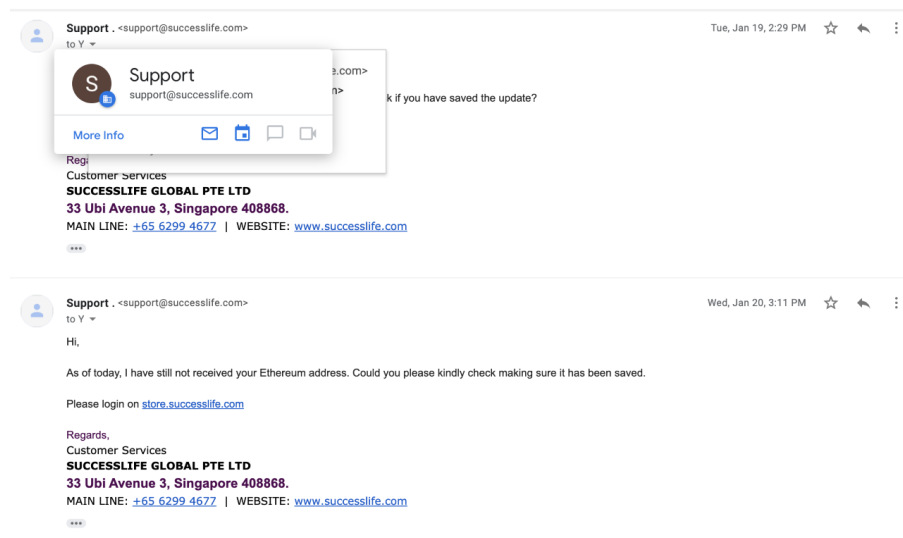 Support . <support@successlife.com>
Tue, Jan 19, 2:29 PM
to Y
.com>
S
Support
support@successlife.com
k if you have saved the update?
More Info
Rega
Customer Services
SUCCESSLIFE GLOBAL PTE LTD
33 Ubi Avenue 3, Singapore 408868.
MAIN LINE: +65 6299 4677 | WEBSITE: www.successlife.com
Support . <support@successlife.com>
Wed, Jan 20, 3:11 PM
to Y
Hi,
As of today, I have still not received your Ethereum address. Could you please kindly check making sure it has been saved.
Please login on store.successlife.com
Regards,
Customer Services
SUCCESSLIFE GLOBAL PTE LTD
33 Ubi Avenue 3, Singapore 408868.
MAIN LINE: +65 6299 4677 | WEBSITE: www.successlife.com